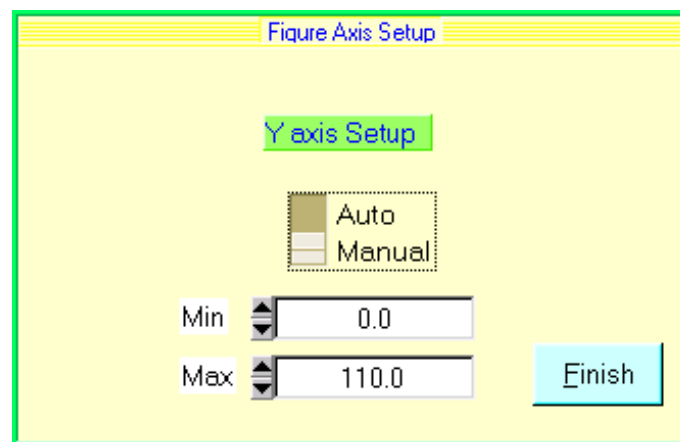 Figure Axis Setup
Y axis Setup
Auto
Manual
Min 0.0
Max 110.0
Finish